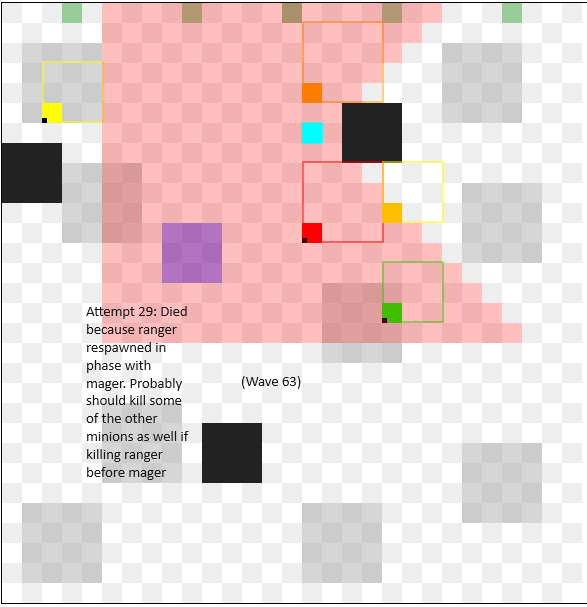 Attempt 29: Died
because ranger
respawned in
phase with
mager. Probably
should kill some
of the other
minions as well if
killing ranger
before mager
(Wave 63)